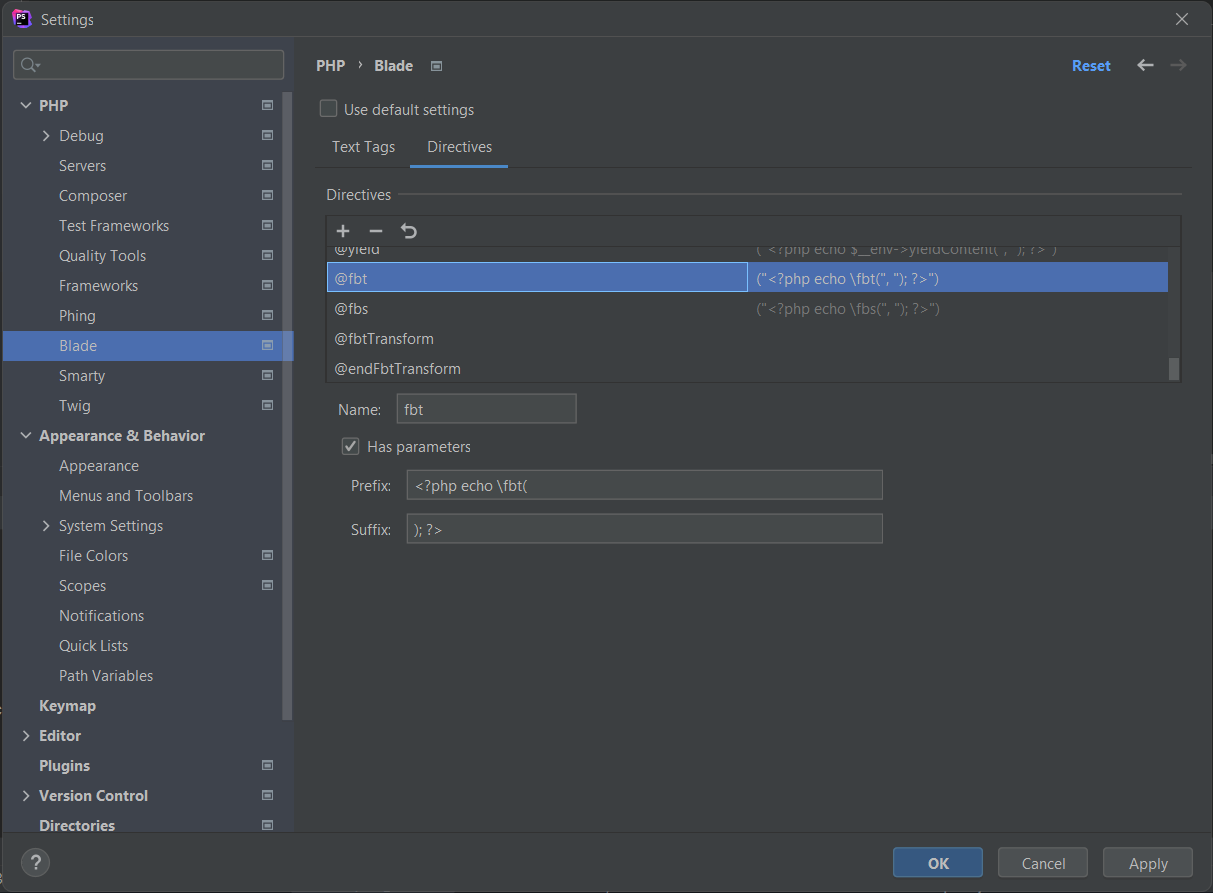 PS
Settings
PHP
Debug
Servers
Composer
Test Frameworks
Quality Tools
Frameworks
Phing
Blade
Smarty
Twig
Appearance & Behavior
Appearance
Menus and Toolbars
System Settings
File Colors
Scopes
Notifications
Quick Lists
Path Variables
Keymap
Editor
Plugins
Version Control
Directories
PHP › Blade
Reset
Use default settings
Text Tags Directives
Directives
@yield ("<?php echo $__env->yieldContent(", "); ?>")
@fbt ("<?php echo \fbt(", "); ?>")
@fbs ("<?php echo \fbs(", "); ?>")
@fbtTransform
@endFbtTransform
Name: fbt
Has parameters
Prefix: <?php echo \fbt(
Suffix: ); ?>
?
OK Cancel Apply